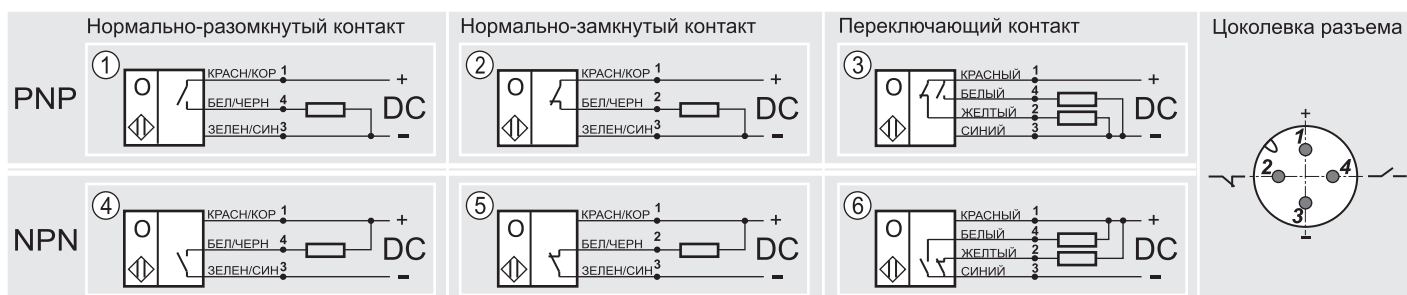 Нормально-разомкнутый контакт
Нормально-замкнутый контакт
Переключающий контакт
Цоколевка разъема
PNP
1
O
КРАСН/КОР 1
+
БЕЛ/ЧЕРН 4
DC
ЗЕЛЕН/СИН 3
-
2
O
КРАСН/КОР 1
+
БЕЛ/ЧЕРН 2
DC
ЗЕЛЕН/СИН 3
-
3
O
КРАСНЫЙ 1
+
БЕЛЫЙ 4
ЖЕЛТЫЙ 2
DC
СИНИЙ 3
-
NPN
4
O
КРАСН/КОР 1
+
БЕЛ/ЧЕРН 4
DC
ЗЕЛЕН/СИН 3
-
5
O
КРАСН/КОР 1
+
БЕЛ/ЧЕРН 2
DC
ЗЕЛЕН/СИН 3
-
6
O
КРАСНЫЙ 1
+
БЕЛЫЙ 4
ЖЕЛТЫЙ 2
DC
СИНИЙ 3
-
+
1
2
4
3
-